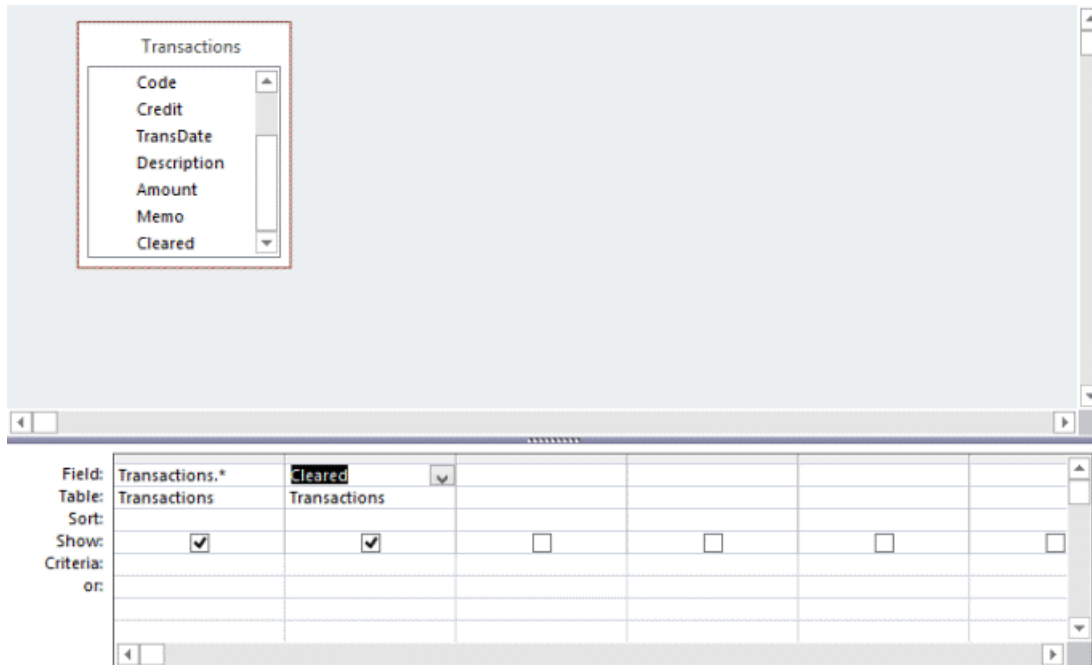 Transactions
Code
Credit
TransDate
Description
Amount
Memo
Cleared
Field: Transactions.* Cleared
Table: Transactions Transactions
Sort:
Show:
Criteria:
or: